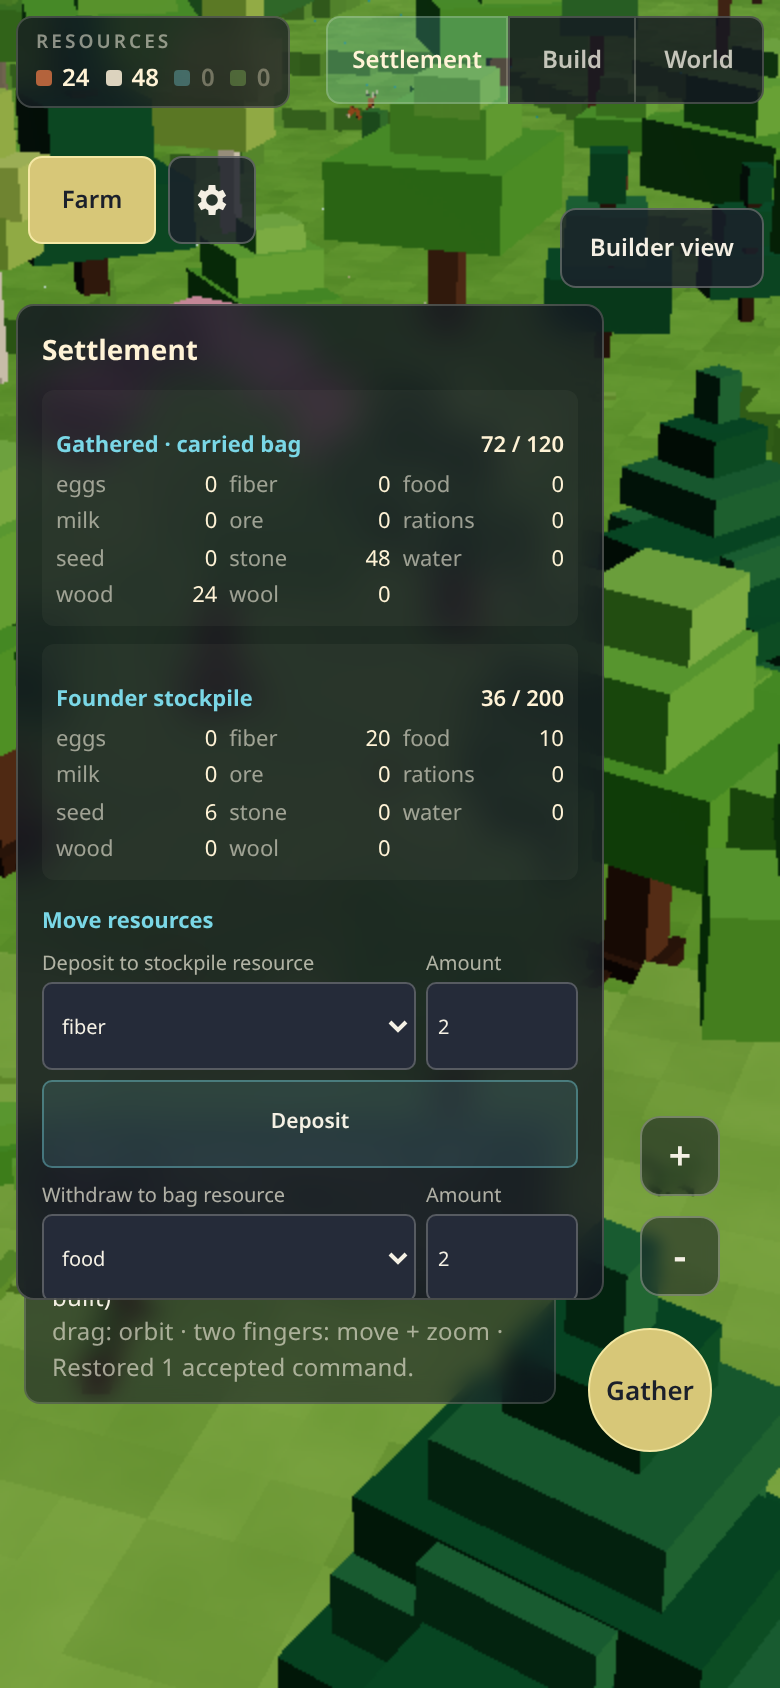 RESOURCES
24 48 0 0
Settlement Build World
Farm
Builder view
Settlement
Gathered · carried bag 72 / 120
eggs 0 fiber 0 food 0
milk 0 ore 0 rations 0
seed 0 stone 48 water 0
wood 24 wool 0
Founder stockpile 36 / 200
eggs 0 fiber 20 food 10
milk 0 ore 0 rations 0
seed 6 stone 0 water 0
wood 0 wool 0
Move resources
Deposit to stockpile resource Amount
fiber 2
Deposit
Withdraw to bag resource Amount
food 2
+
-
built)
drag: orbit · two fingers: move + zoom ·
Restored 1 accepted command.
Gather